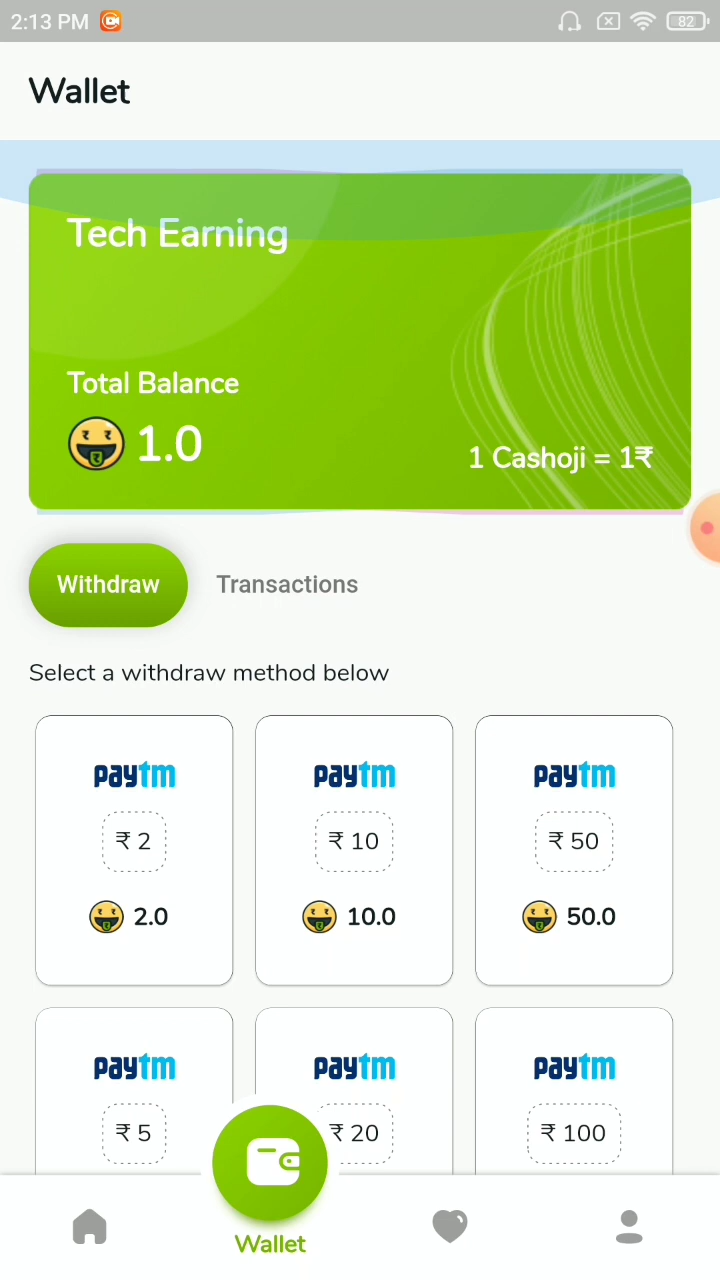 2:13 PM
82
Wallet
Tech Earning
Total Balance
1.0
1 Cashoji = 1₹
Withdraw
Transactions
Select a withdraw method below
paytm paytm paytm
₹ 2 ₹ 10 ₹ 50
2.0 10.0 50.0
paytm paytm paytm
₹ 5 ₹ 20 ₹ 100
Wallet